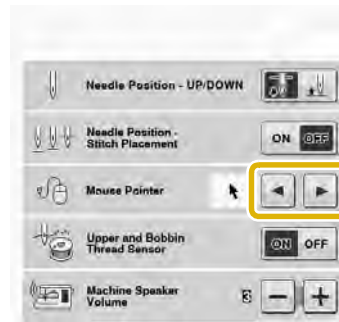 Needle Position - UP/DOWN
Needle Position -
Stitch Placement
ON OFF
Mouse Pointer
Upper and Bobbin
Thread Sensor
ON OFF
Machine Speaker
Volume
3 − +